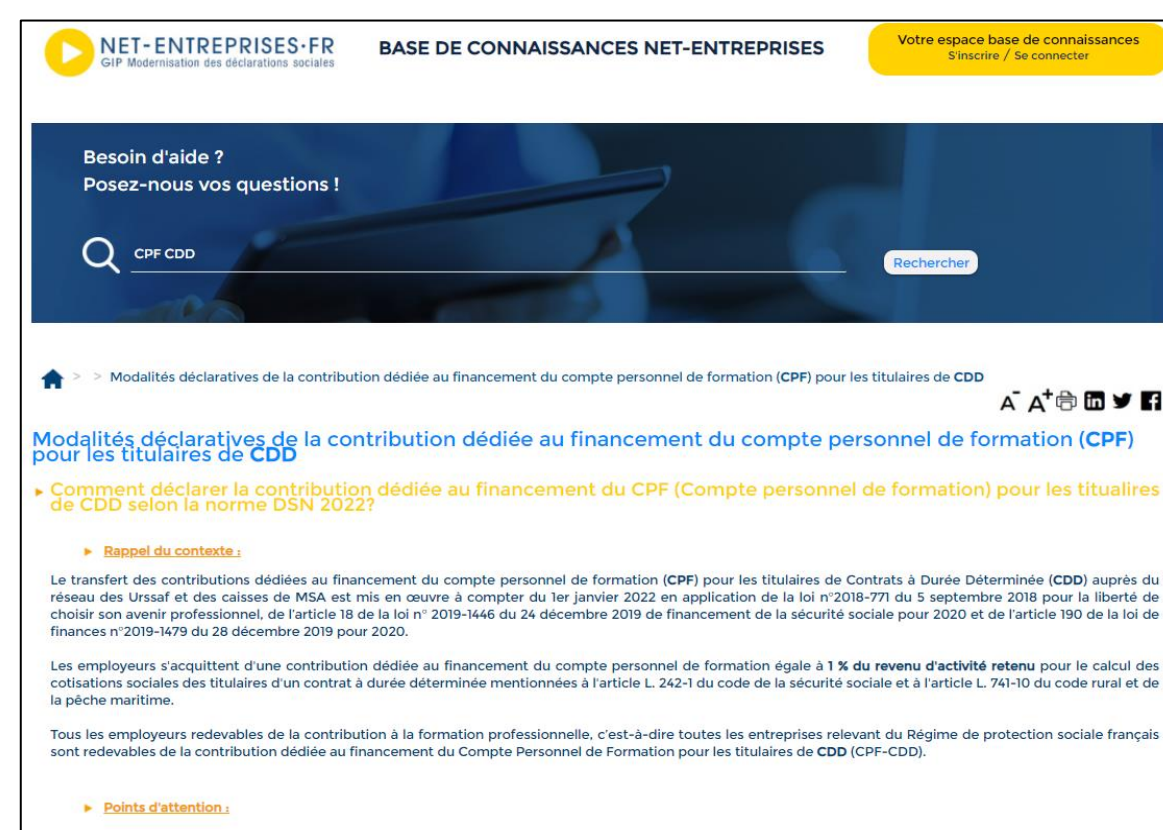 NET-ENTREPRISES·FR
GIP Modernisation des déclarations sociales
BASE DE CONNAISSANCES NET-ENTREPRISES
Votre espace base de connaissances
S'inscrire / Se connecter
Besoin d'aide ?
Posez-nous vos questions !
CPF CDD
Rechercher
> > Modalités déclaratives de la contribution dédiée au financement du compte personnel de formation (CPF) pour les titulaires de CDD
A- A+
Modalités déclaratives de la contribution dédiée au financement du compte personnel de formation (CPF)
pour les titulaires de CDD
Comment déclarer la contribution dédiée au financement du CPF (Compte personnel de formation) pour les titualires
de CDD selon la norme DSN 2022?
Rappel du contexte :
Le transfert des contributions dédiées au financement du compte personnel de formation (CPF) pour les titulaires de Contrats à Durée Déterminée (CDD) auprès du
réseau des Urssaf et des caisses de MSA est mis en œuvre à compter du 1er janvier 2022 en application de la loi n°2018-771 du 5 septembre 2018 pour la liberté de
choisir son avenir professionnel, de l'article 18 de la loi n° 2019-1446 du 24 décembre 2019 de financement de la sécurité sociale pour 2020 et de l'article 190 de la loi de
finances n°2019-1479 du 28 décembre 2019 pour 2020.
Les employeurs s'acquittent d'une contribution dédiée au financement du compte personnel de formation égale à 1 % du revenu d'activité retenu pour le calcul des
cotisations sociales des titulaires d'un contrat à durée déterminée mentionnées à l'article L. 242-1 du code de la sécurité sociale et à l'article L. 741-10 du code rural et de
la pêche maritime.
Tous les employeurs redevables de la contribution à la formation professionnelle, c'est-à-dire toutes les entreprises relevant du Régime de protection sociale français
sont redevables de la contribution dédiée au financement du Compte Personnel de Formation pour les titulaires de CDD (CPF-CDD).
Points d'attention :